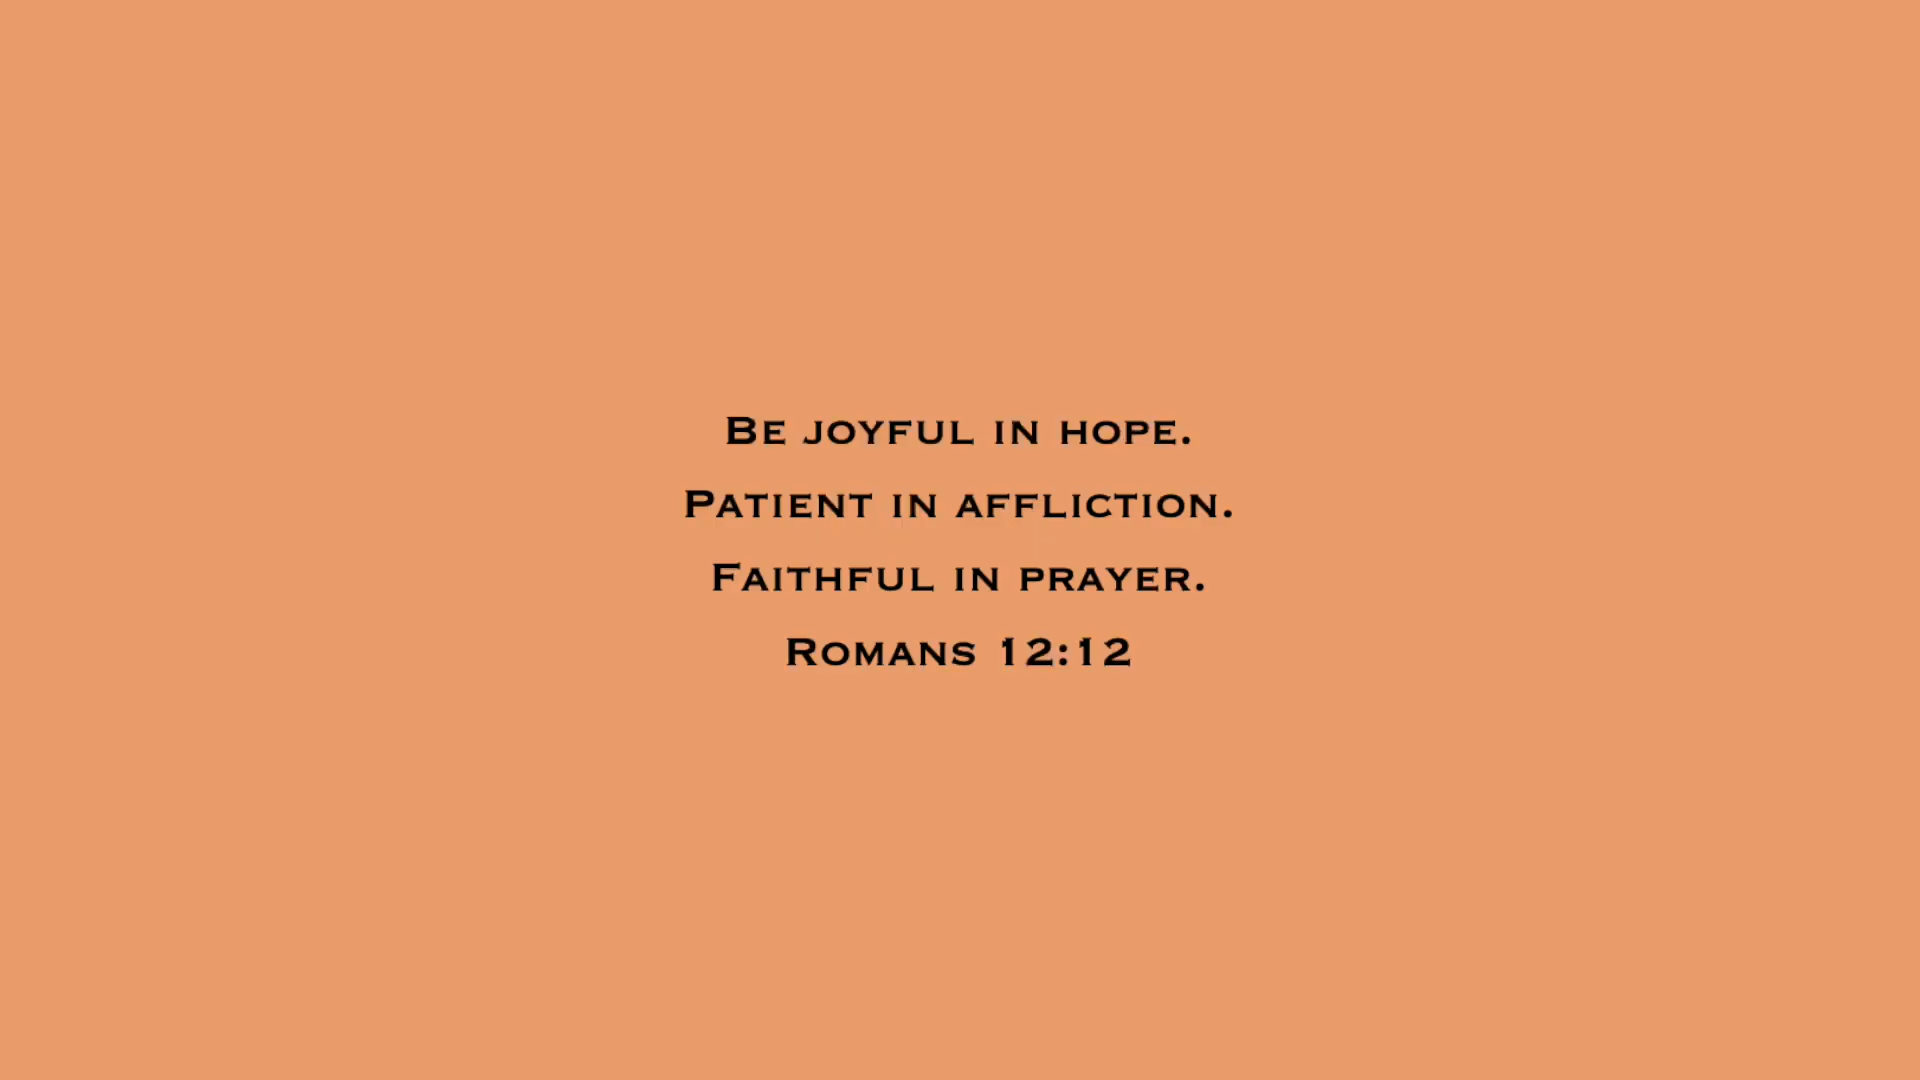 Be joyful in hope.
Patient in affliction.
Faithful in prayer.
Romans 12:12